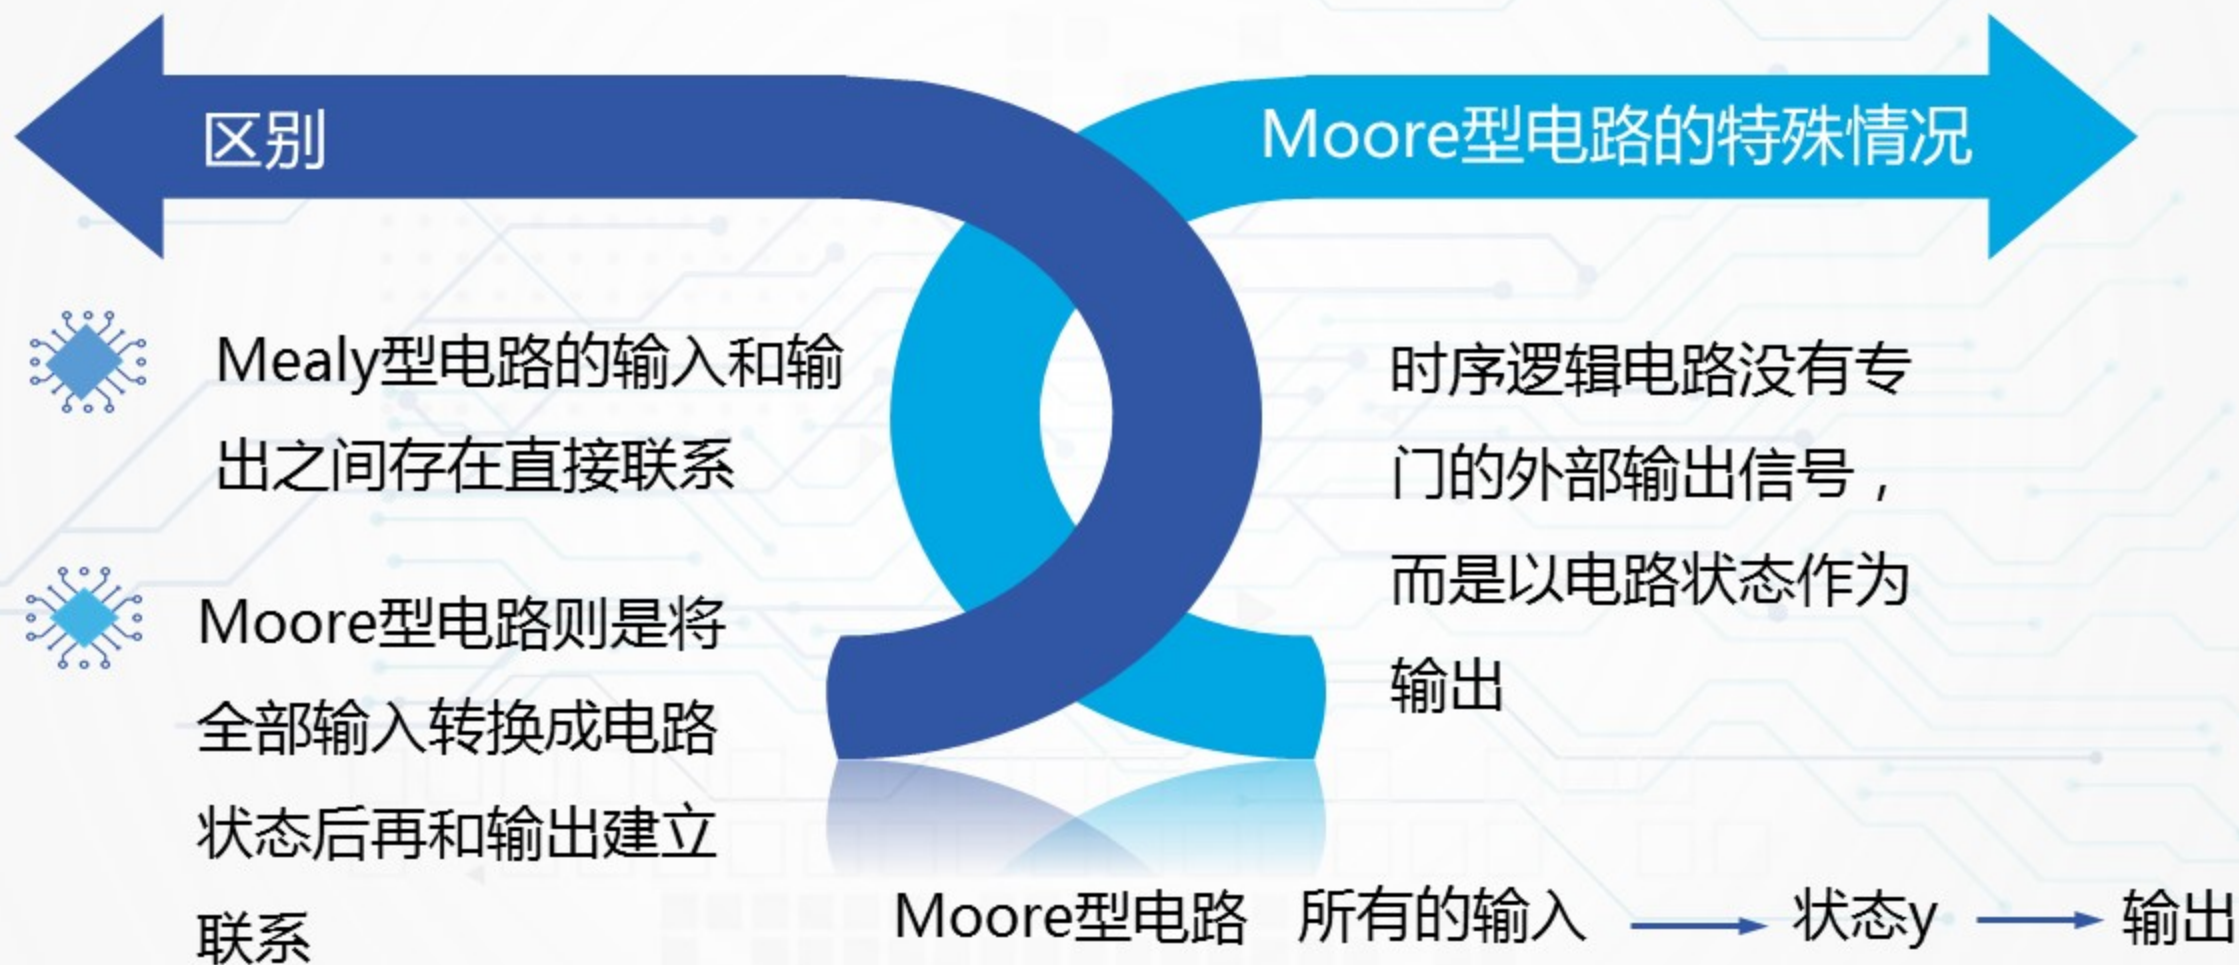 区别
Mealy型电路的输入和输
出之间存在直接联系
Moore型电路则是将
全部输入转换成电路
状态后再和输出建立
联系
Moore型电路的特殊情况
时序逻辑电路没有专
门的外部输出信号，
而是以电路状态作为
输出
Moore型电路 所有的输入 状态y 输出